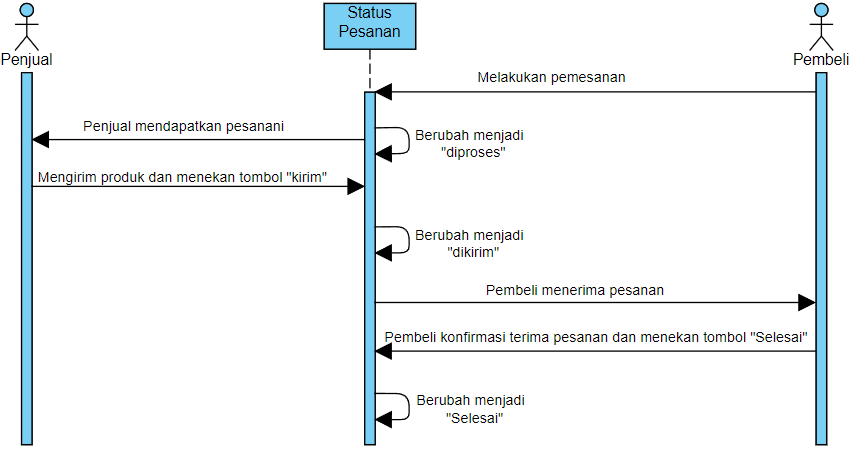 Status
Pesanan
Penjual
Pembeli
Melakukan pemesanan
Penjual mendapatkan pesanani
Berubah menjadi
"diproses"
Mengirim produk dan menekan tombol "kirim"
Berubah menjadi
"dikirim"
Pembeli menerima pesanan
Pembeli konfirmasi terima pesanan dan menekan tombol "Selesai"
Berubah menjadi
"Selesai"